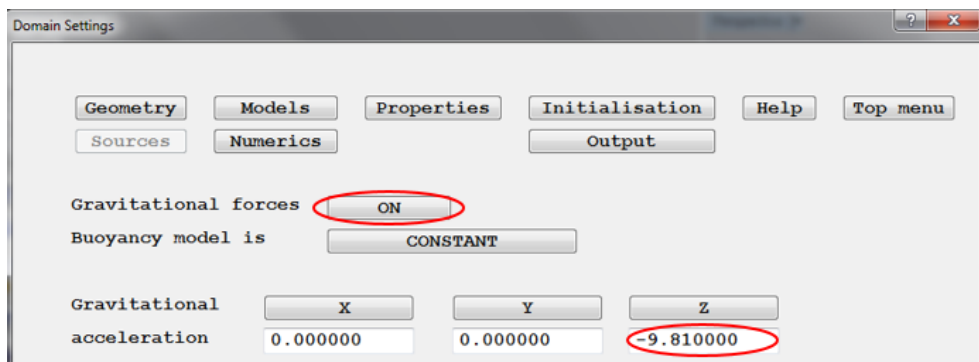 Domain Settings
Geometry Models Properties Initialisation Help Top menu
Sources Numerics Output
Gravitational forces ON
Buoyancy model is CONSTANT
Gravitational X Y Z
acceleration 0.000000 0.000000 -9.810000